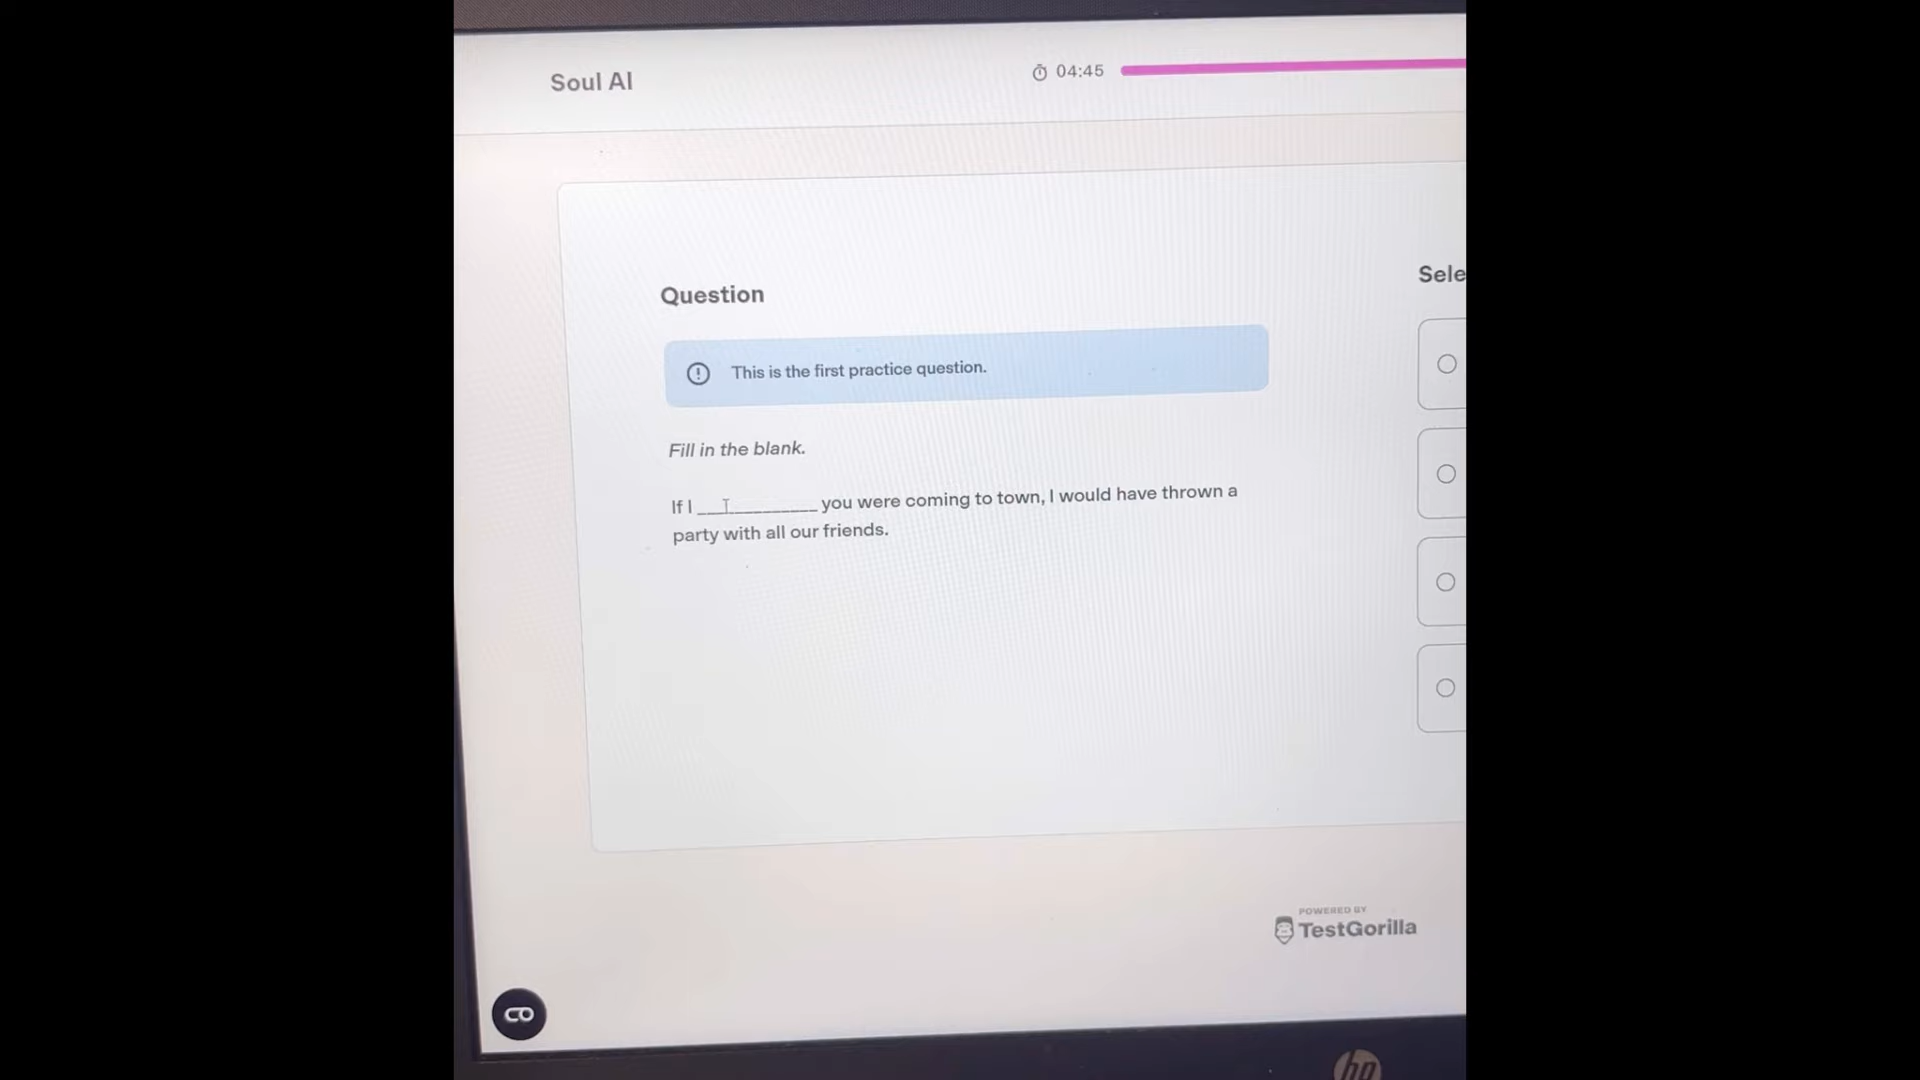 Soul AI
04:45
Question
Sele
This is the first practice question.
Fill in the blank.
If I ____________ you were coming to town, I would have thrown a
party with all our friends.
POWERED BY
TestGorilla
hp